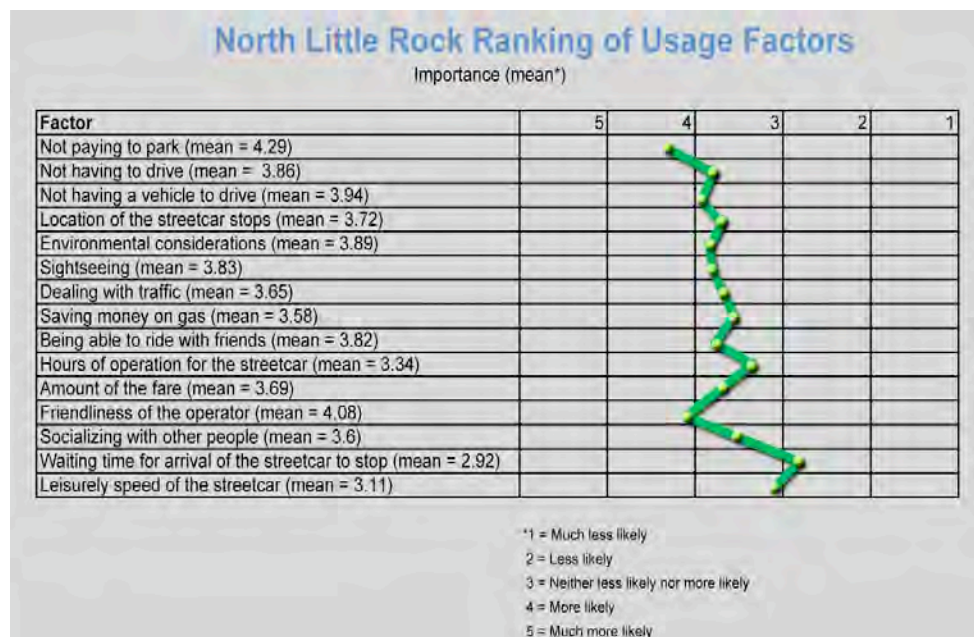 North Little Rock Ranking of Usage Factors
Importance (mean*)
Factor 5 4 3 2 1
Not paying to park (mean = 4.29)
Not having to drive (mean = 3.86)
Not having a vehicle to drive (mean = 3.94)
Location of the streetcar stops (mean = 3.72)
Environmental considerations (mean = 3.89)
Sightseeing (mean = 3.83)
Dealing with traffic (mean = 3.65)
Saving money on gas (mean = 3.58)
Being able to ride with friends (mean = 3.82)
Hours of operation for the streetcar (mean = 3.34)
Amount of the fare (mean = 3.69)
Friendliness of the operator (mean = 4.08)
Socializing with other people (mean = 3.6)
Waiting time for arrival of the streetcar to stop (mean = 2.92)
Leisurely speed of the streetcar (mean = 3.11)
*1 = Much less likely
2 = Less likely
3 = Neither less likely nor more likely
4 = More likely
5 = Much more likely